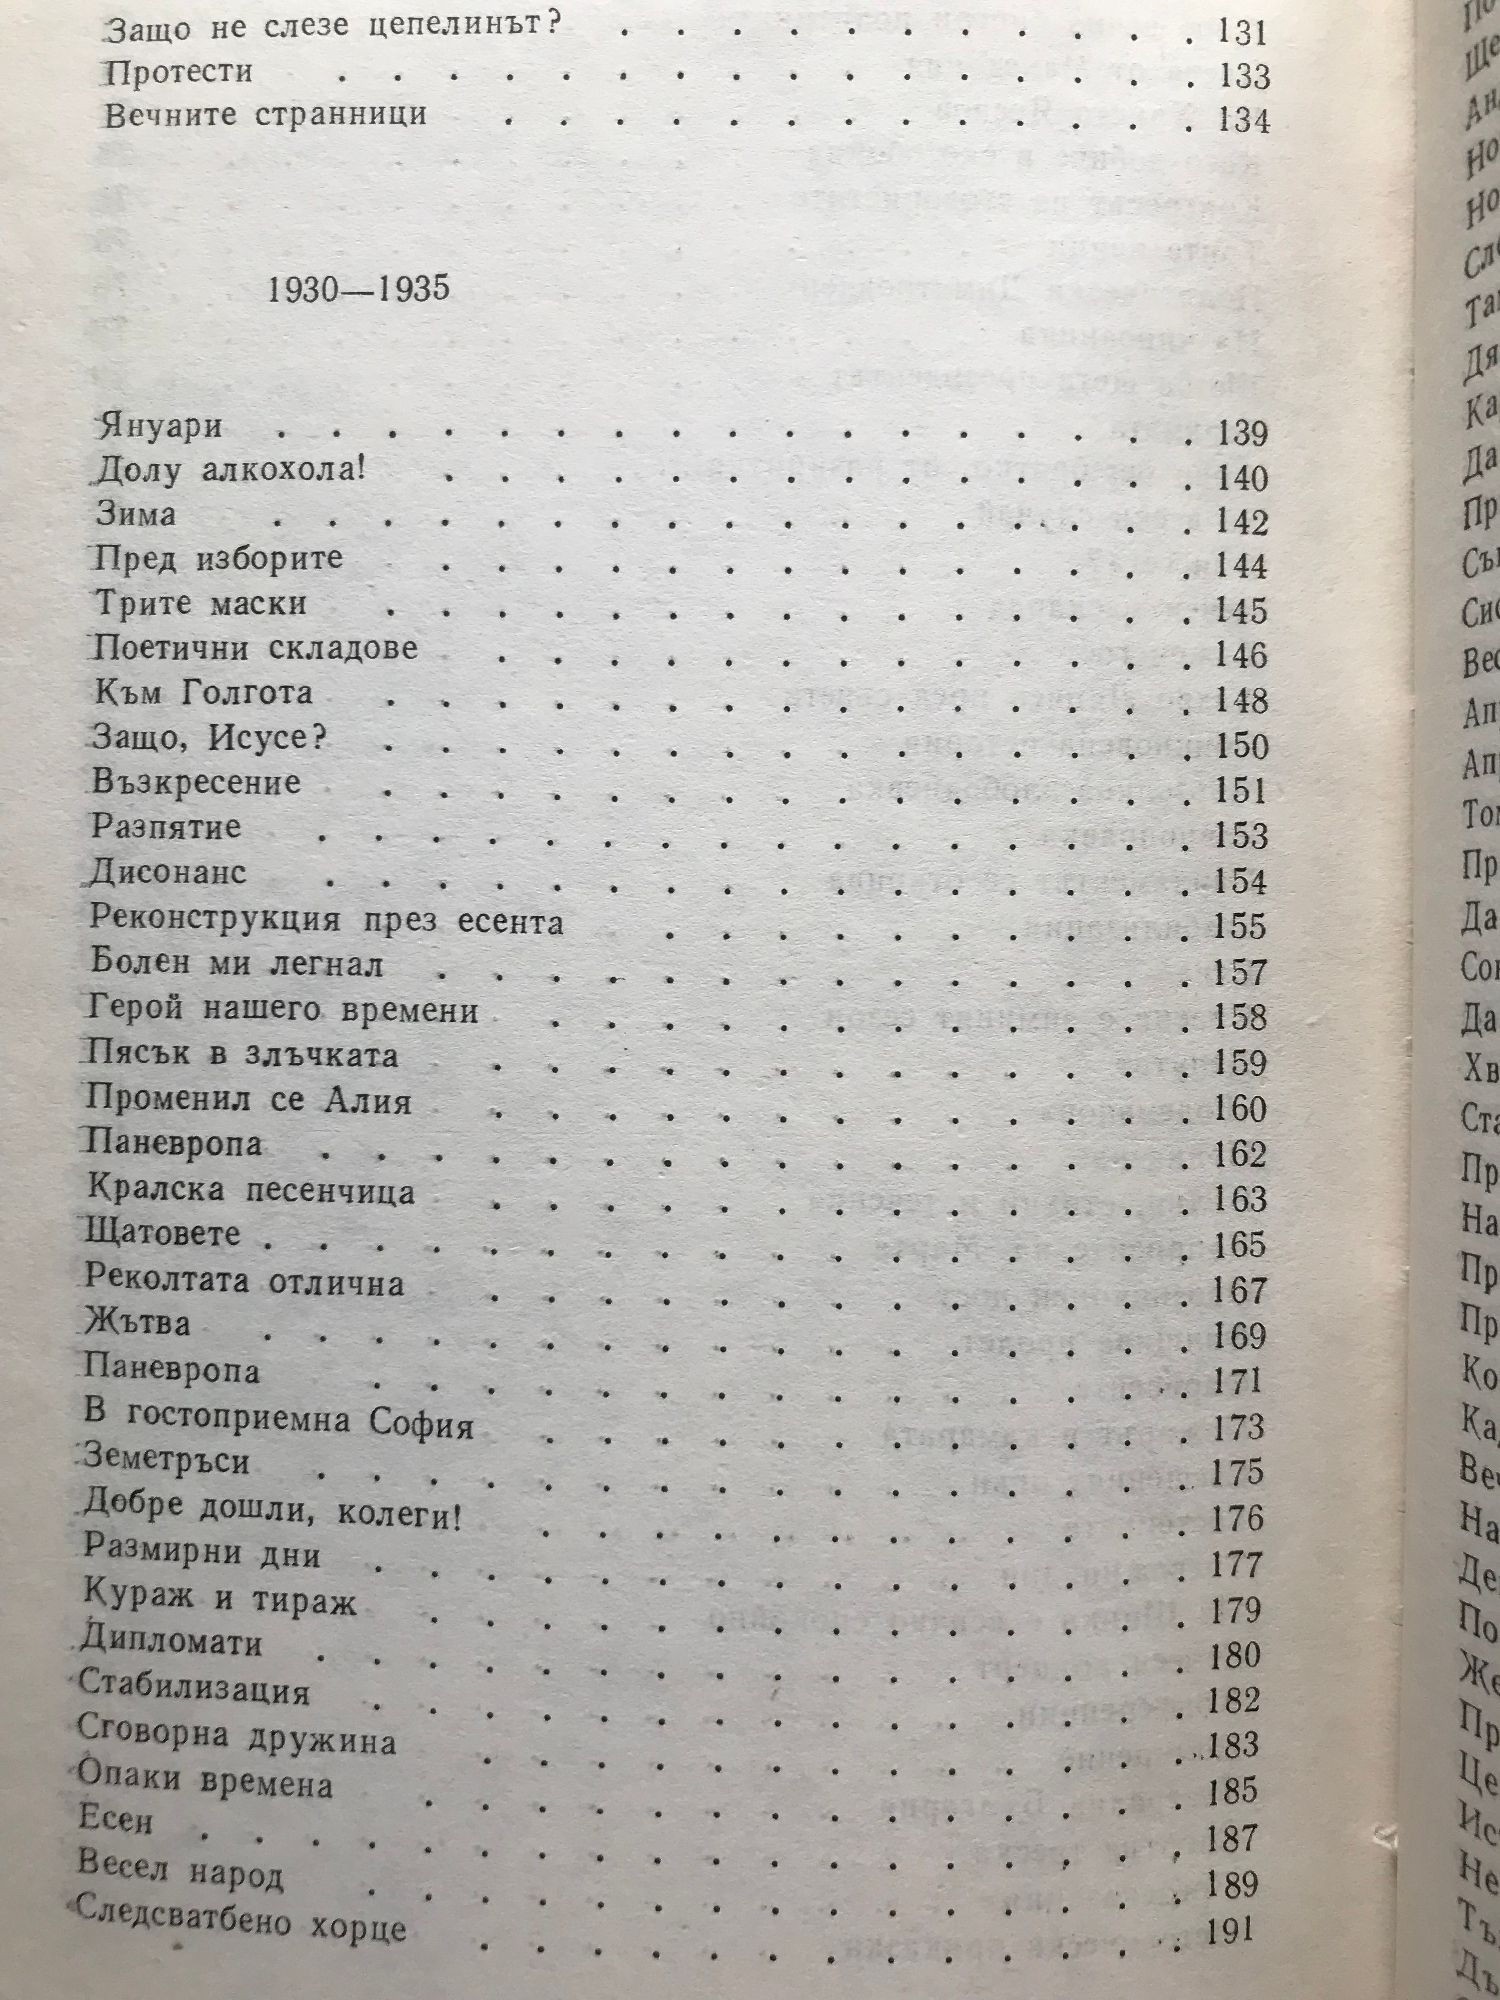 Защо не слезе цепелинът? . . . . . . . . . . . 131
Протести . . . . . . . . . . . . . . . . 133
Вечните странници . . . . . . . . . . . . . 134
1930—1935
Януари . . . . . . . . . . . . . . . . . 139
Долу алкохола! . . . . . . . . . . . . . . 140
Зима . . . . . . . . . . . . . . . . . 142
Пред изборите . . . . . . . . . . . . . . 144
Трите маски . . . . . . . . . . . . . . . 145
Поетични складове . . . . . . . . . . . . . 146
Към Голгота . . . . . . . . . . . . . . . 148
Защо, Исусе? . . . . . . . . . . . . . . . 150
Възкресение . . . . . . . . . . . . . . . 151
Разпятие . . . . . . . . . . . . . . . . 153
Дисонанс . . . . . . . . . . . . . . . . 154
Реконструкция през есента . . . . . . . . . . 155
Болен ми легнал . . . . . . . . . . . . . . 157
Герой нашего времени . . . . . . . . . . . . 158
Пясък в злъчката . . . . . . . . . . . . . 159
Променил се Алия . . . . . . . . . . . . . 160
Паневропа . . . . . . . . . . . . . . . . 162
Кралска песенчица . . . . . . . . . . . . . 163
Щатовете . . . . . . . . . . . . . . . . . 165
Реколтата отлична . . . . . . . . . . . . . 167
Жътва . . . . . . . . . . . . . . . . . 169
Паневропа . . . . . . . . . . . . . . . 171
В гостоприемна София . . . . . . . . . . . . 173
Земетръси . . . . . . . . . . . . . . . . 175
Добре дошли, колеги! . . . . . . . . . . . . 176
Размирни дни . . . . . . . . . . . . . . . 177
Кураж и тираж . . . . . . . . . . . . . . 179
Дипломати . . . . . . . . . . . . . . . . 180
Стабилизация . . . . . . . . . . . . . . . 182
Сговорна дружина . . . . . . . . . . . . . 183
Опаки времена . . . . . . . . . . . . . . 185
Есен . . . . . . . . . . . . . . . . . . 187
Весел народ . . . . . . . . . . . . . . . 189
Следсватбено хорце . . . . . . . . . . . . . 191